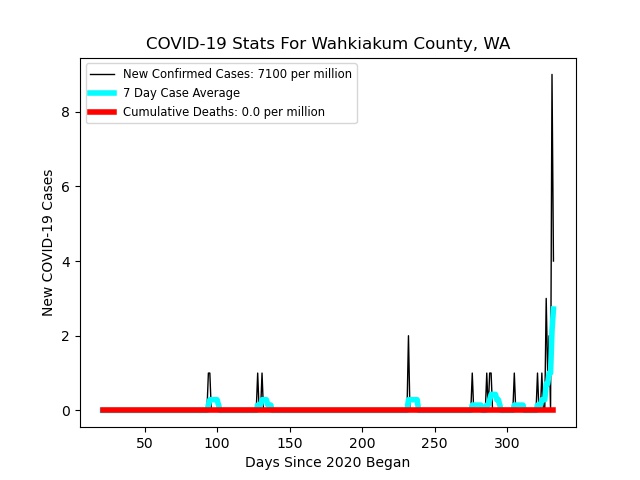 COVID-19 Stats For Wahkiakum County, WA
New Confirmed Cases: 7100 per million
7 Day Case Average
Cumulative Deaths: 0.0 per million
New COVID-19 Cases
8
6
4
2
0
50 100 150 200 250 300
Days Since 2020 Began